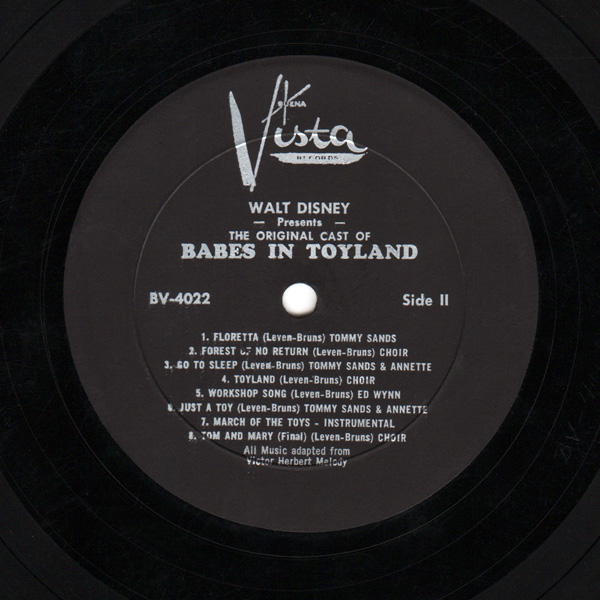 BUENA
Vista
RECORDS
WALT DISNEY
— Presents —
THE ORIGINAL CAST OF
BABES IN TOYLAND
BV-4022 Side II
1. FLORETTA (Leven-Bruns) TOMMY SANDS
2. FOREST OF NO RETURN (Leven-Bruns) CHOIR
3. GO TO SLEEP (Leven-Bruns) TOMMY SANDS & ANNETTE
4. TOYLAND (Leven-Bruns) CHOIR
5. WORKSHOP SONG (Leven-Bruns) ED WYNN
6. JUST A TOY (Leven-Bruns) TOMMY SANDS & ANNETTE
7. MARCH OF THE TOYS - INSTRUMENTAL
8. TOM AND MARY (Final) (Leven-Bruns) CHOIR
All Music adapted from
Victor Herbert Melody